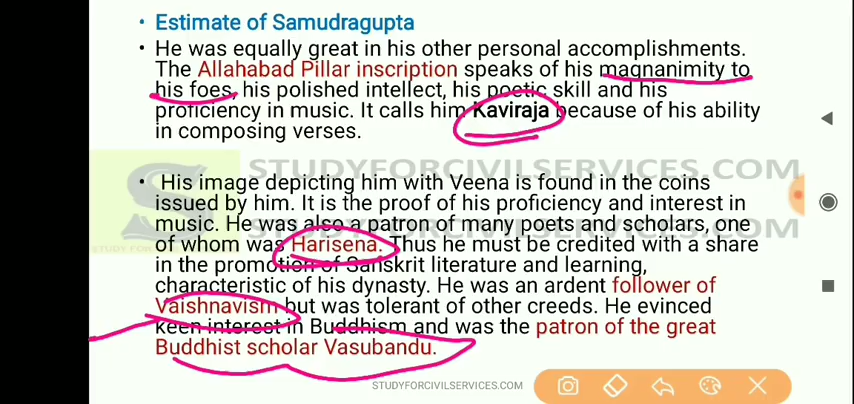 • Estimate of Samudragupta
• He was equally great in his other personal accomplishments.
The Allahabad Pillar inscription speaks of his magnanimity to
his foes, his polished intellect, his poetic skill and his
proficiency in music. It calls him Kaviraja because of his ability
in composing verses.
STUDYFORCIVILSERVICES.COM
• His image depicting him with Veena is found in the coins
issued by him. It is the proof of his proficiency and interest in
music. He was also a patron of many poets and scholars, one
STUDYFORCIVILSERVICES.COM
of whom was Harisena. Thus he must be credited with a share
in the promotion of Sanskrit literature and learning,
characteristic of his dynasty. He was an ardent follower of
Vaishnavism but was tolerant of other creeds. He evinced
keen interest in Buddhism and was the patron of the great
Buddhist scholar Vasubandu.
STUDY FOR CIVIL SERVICES
STUDYFORCIVILSERVICES.COM